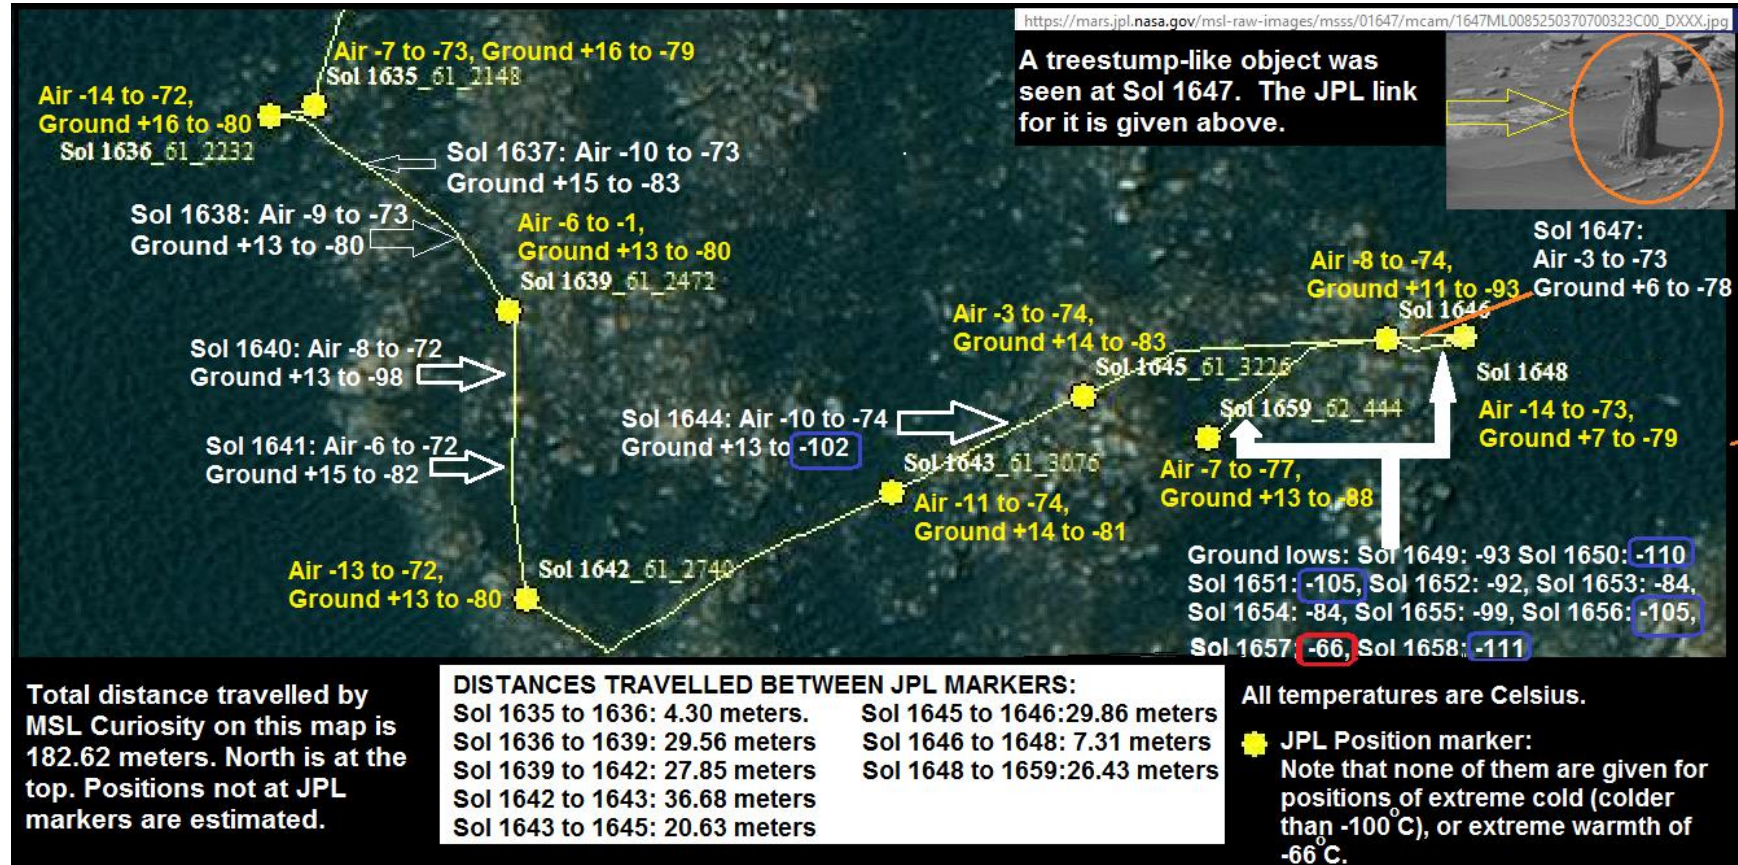 https://mars.jpl.nasa.gov/msl-raw-images/msss/01647/mcam/1647ML0085250370700323C00_DXXX.jpg
A treestump-like object was
seen at Sol 1647. The JPL link
for it is given above.
Air -7 to -73, Ground +16 to -79
Sol 1635_61_2148
Air -14 to -72,
Ground +16 to -80
Sol 1636_61_2232
Sol 1637: Air -10 to -73
Ground +15 to -83
Sol 1638: Air -9 to -73
Ground +13 to -80
Air -6 to -1,
Ground +13 to -80
Sol 1639_61_2472
Sol 1640: Air -8 to -72
Ground +13 to -98
Sol 1641: Air -6 to -72
Ground +15 to -82
Air -13 to -72,
Ground +13 to -80
Sol 1642_61_2740
Sol 1644: Air -10 to -74
Ground +13 to -102
Sol 1643_61_3076
Air -11 to -74,
Ground +14 to -81
Air -3 to -74,
Ground +14 to -83
Sol 1645_61_3226
Air -8 to -74,
Ground +11 to -93
Sol 1646
Sol 1647:
Air -3 to -73
Ground +6 to -78
Sol 1648
Air -14 to -73,
Ground +7 to -79
Sol 1659_62_444
Air -7 to -77,
Ground +13 to -88
Ground lows: Sol 1649: -93 Sol 1650: -110
Sol 1651: -105, Sol 1652: -92, Sol 1653: -84,
Sol 1654: -84, Sol 1655: -99, Sol 1656: -105,
Sol 1657: -66, Sol 1658: -111
Total distance travelled by
MSL Curiosity on this map is
182.62 meters. North is at the
top. Positions not at JPL
markers are estimated.
DISTANCES TRAVELLED BETWEEN JPL MARKERS:
Sol 1635 to 1636: 4.30 meters.
Sol 1636 to 1639: 29.56 meters
Sol 1639 to 1642: 27.85 meters
Sol 1642 to 1643: 36.68 meters
Sol 1643 to 1645: 20.63 meters
Sol 1645 to 1646:29.86 meters
Sol 1646 to 1648: 7.31 meters
Sol 1648 to 1659:26.43 meters
All temperatures are Celsius.
JPL Position marker:
Note that none of them are given for
positions of extreme cold (colder
than -100°C), or extreme warmth of
-66°C.